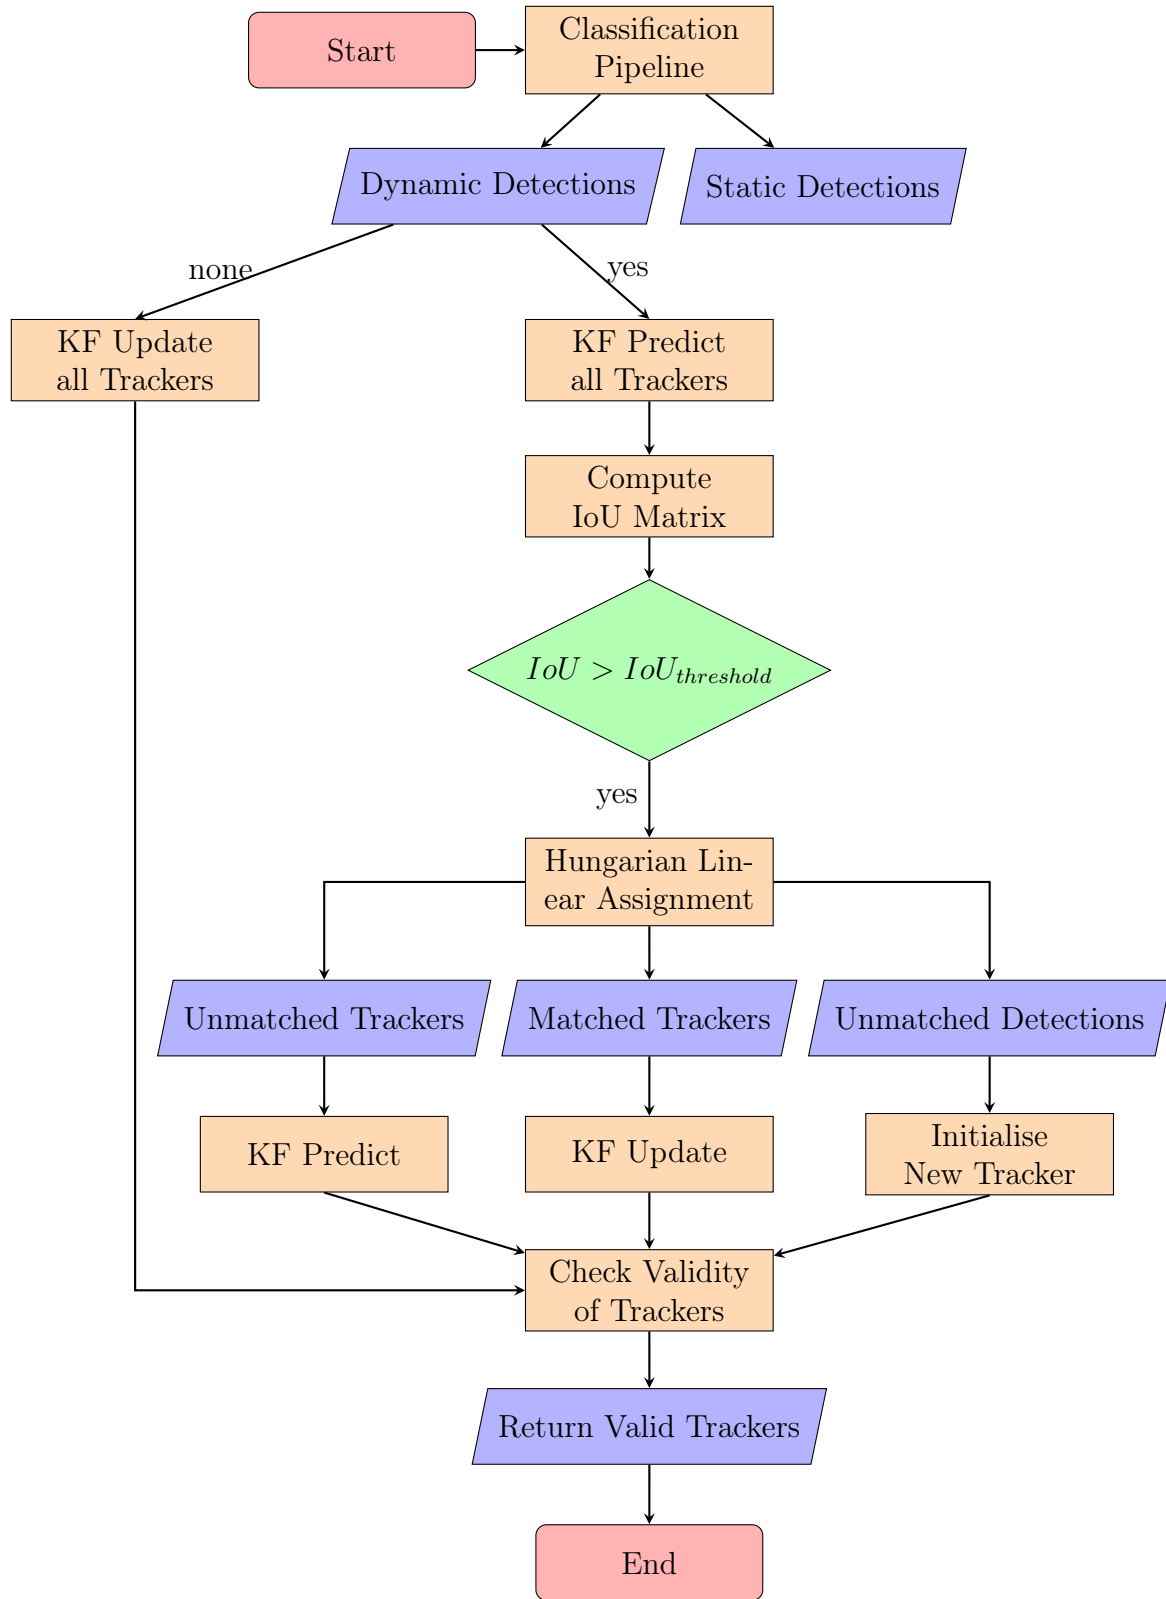 Start
Classification
Pipeline
Dynamic Detections
Static Detections
none
yes
KF Update
all Trackers
KF Predict
all Trackers
Compute
IoU Matrix
IoU > IoU_threshold
yes
Hungarian Lin-
ear Assignment
Unmatched Trackers
Matched Trackers
Unmatched Detections
KF Predict
KF Update
Initialise
New Tracker
Check Validity
of Trackers
Return Valid Trackers
End